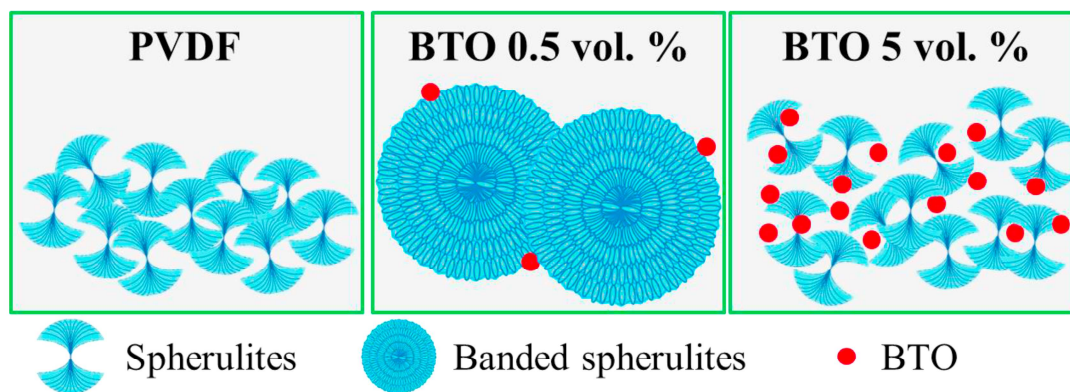 PVDF
BTO 0.5 vol. %
BTO 5 vol. %
Spherulites
Banded spherulites
BTO